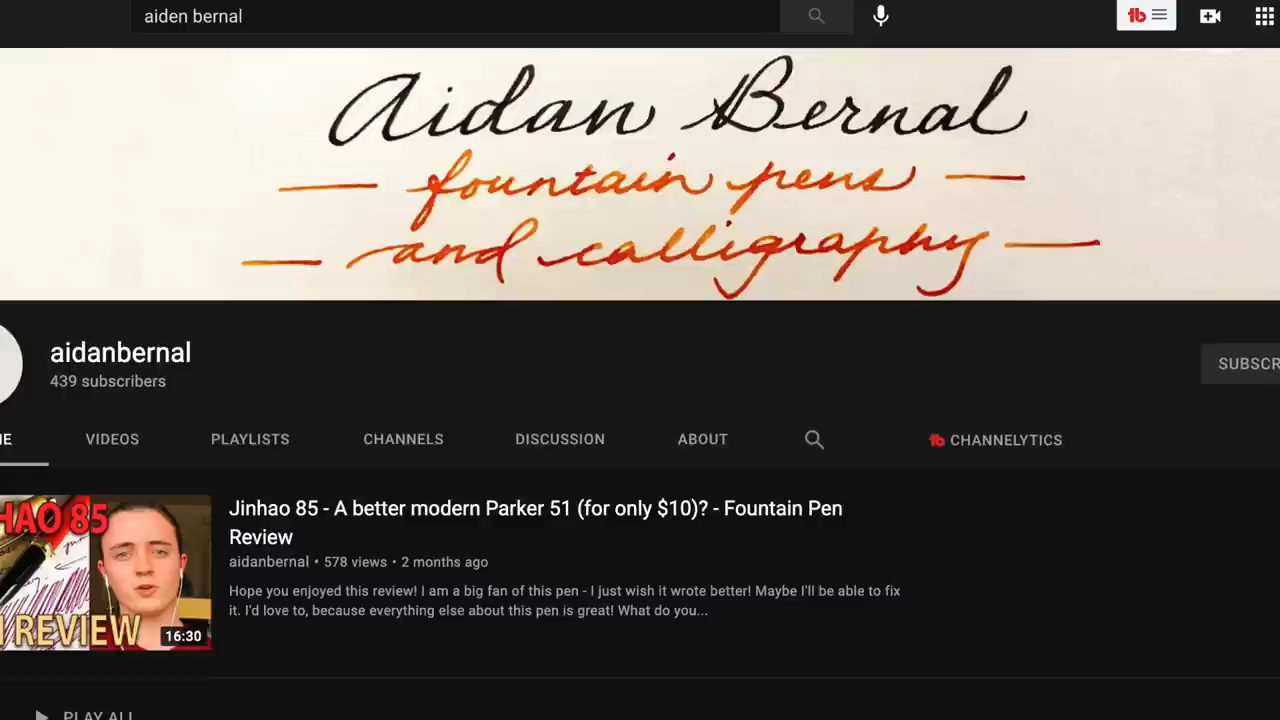 aiden bernal
Aidan Bernal
fountain pens
and calligraphy
aidanbernal
439 subscribers
SUBSCR
ME VIDEOS PLAYLISTS CHANNELS DISCUSSION ABOUT CHANNELYTICS
HAO 85
REVIEW
16:30
Jinhao 85 - A better modern Parker 51 (for only $10)? - Fountain Pen
Review
aidanbernal • 578 views • 2 months ago
Hope you enjoyed this review! I am a big fan of this pen - I just wish it wrote better! Maybe I'll be able to fix
it. I'd love to, because everything else about this pen is great! What do you...
PLAY ALL